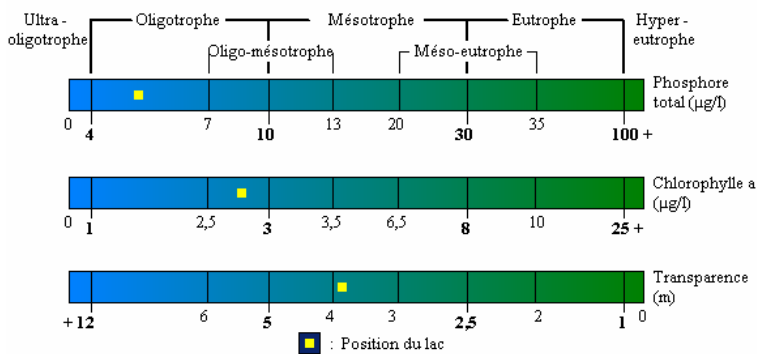 Ultra-oligotrophe Oligotrophe Mésotrophe Eutrophe Hyper-eutrophe
Oligo-mésotrophe Méso-eutrophe
Phosphore total (µg/l)
0 4 7 10 13 20 30 35 100 +
Chlorophylle a (µg/l)
0 1 2,5 3 3,5 6,5 8 10 25 +
Transparence (m)
+ 12 6 5 4 3 2,5 2 1 0
: Position du lac